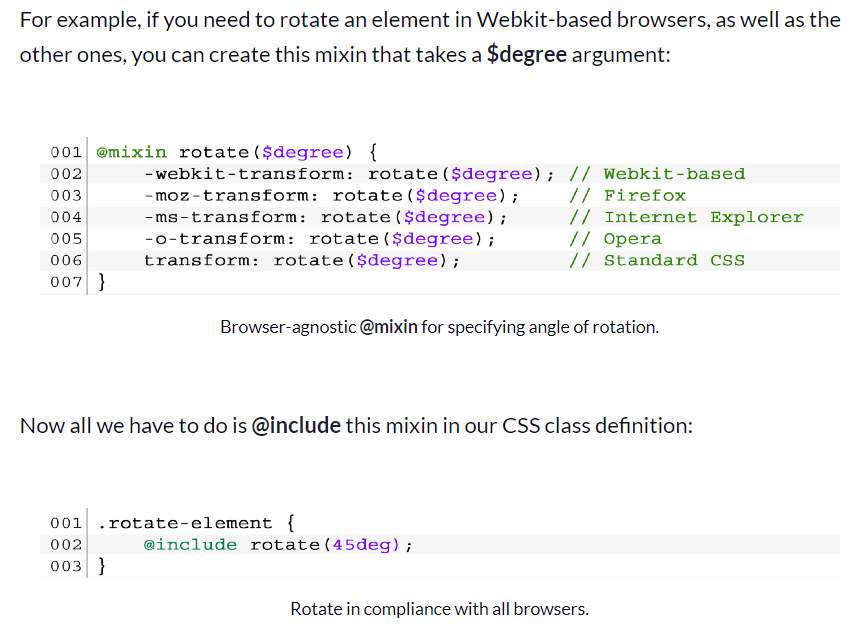 For example, if you need to rotate an element in Webkit-based browsers, as well as the
other ones, you can create this mixin that takes a $degree argument:
001 @mixin rotate($degree) {
002     -webkit-transform: rotate($degree); // Webkit-based
003     -moz-transform: rotate($degree);    // Firefox
004     -ms-transform: rotate($degree);     // Internet Explorer
005     -o-transform: rotate($degree);      // Opera
006     transform: rotate($degree);         // Standard CSS
007 }
Browser-agnostic @mixin for specifying angle of rotation.
Now all we have to do is @include this mixin in our CSS class definition:
001 .rotate-element {
002     @include rotate(45deg);
003 }
Rotate in compliance with all browsers.